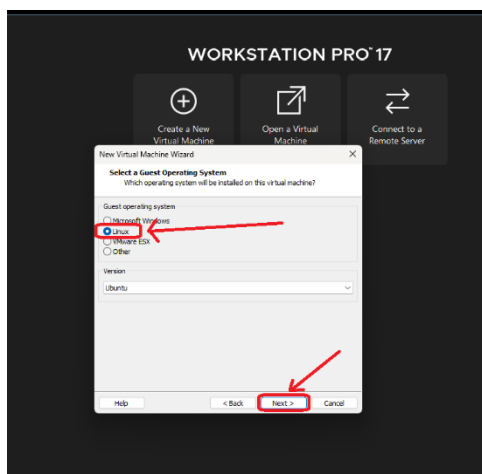 WORKSTATION PRO™ 17
Create a New
Virtual Machine
Open a Virtual
Machine
Connect to a
Remote Server
New Virtual Machine Wizard
Select a Guest Operating System
Which operating system will be installed on this virtual machine?
Guest operating system
Microsoft Windows
Linux
VMware ESX
Other
Version
Ubuntu
Help
< Back
Next >
Cancel